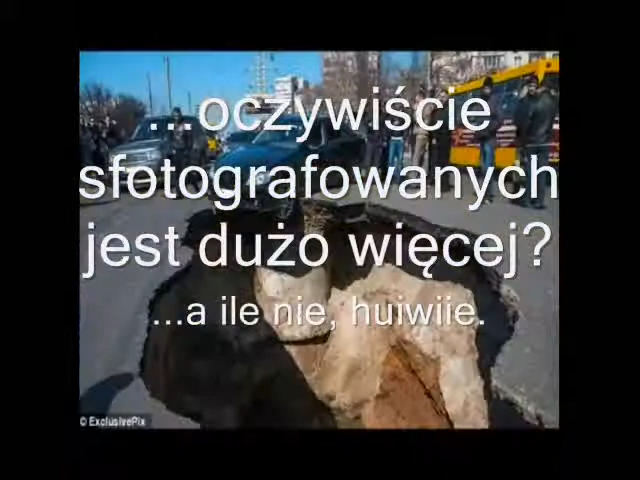 ...oczywiście
sfotografowanych
jest dużo więcej?
...a ile nie, huiwiie.
© ExclusivePix